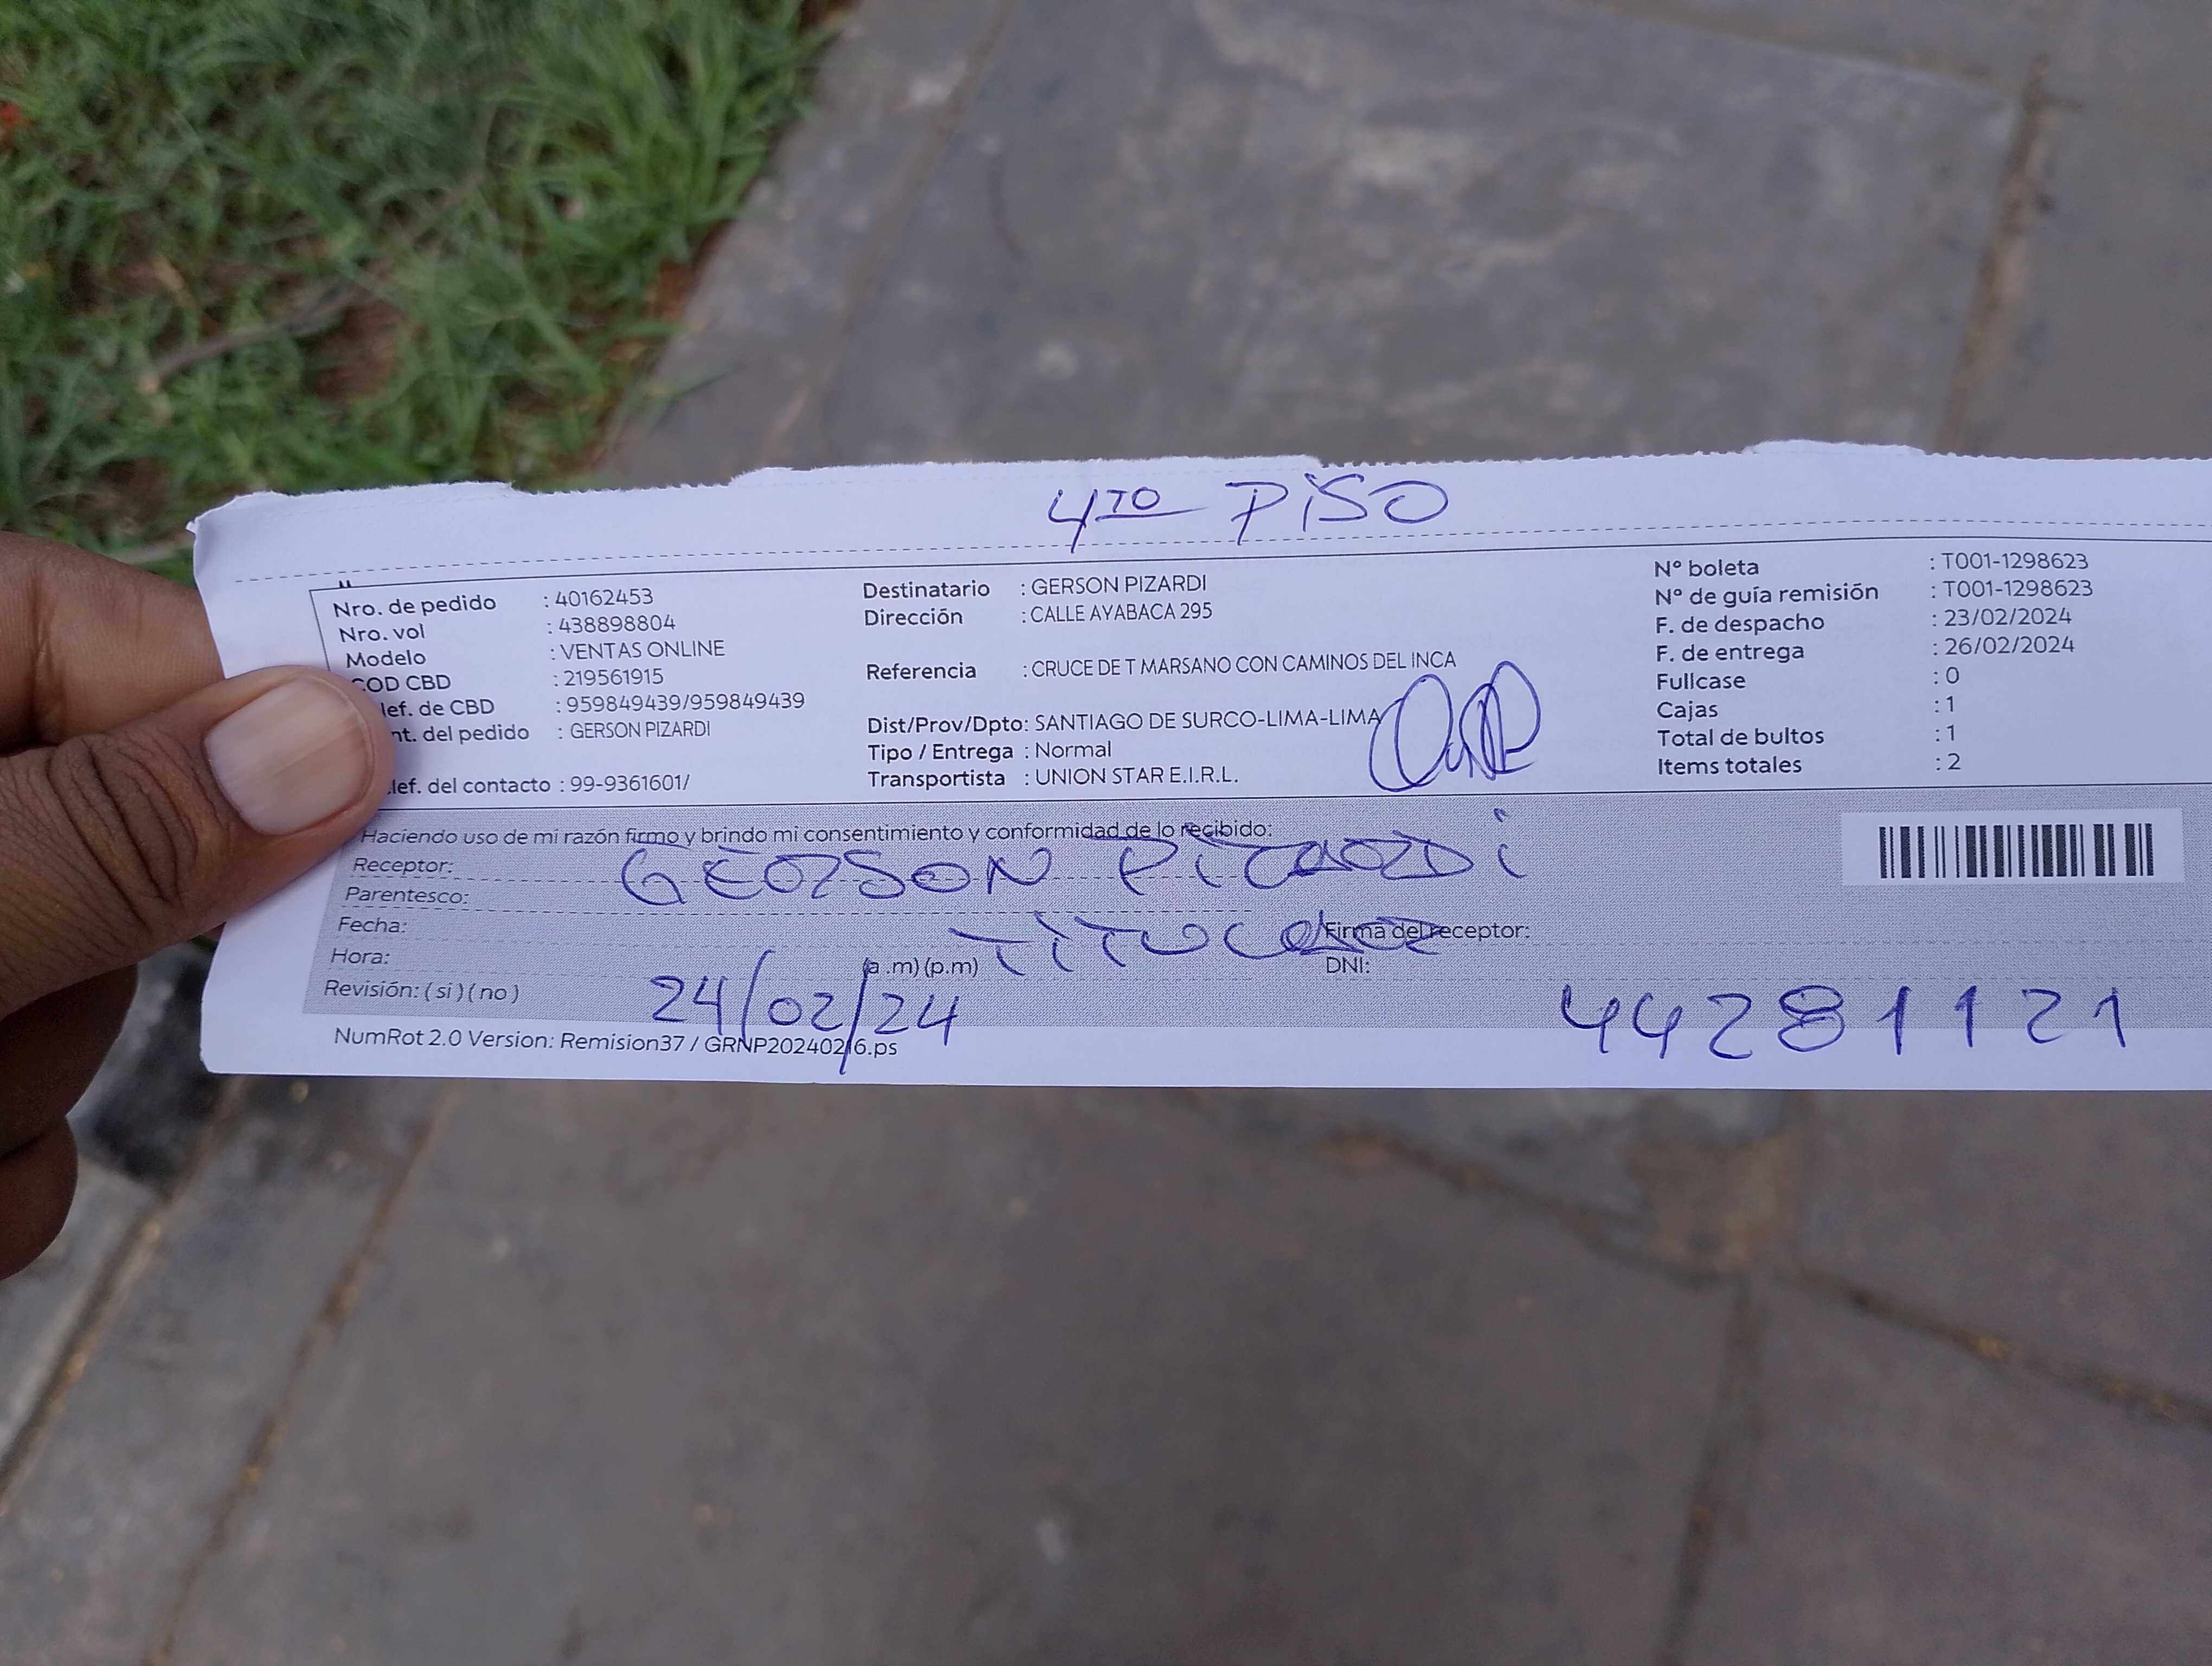 4TO PISO
Nro. de pedido : 40162453
Nro. vol : 438898804
Modelo : VENTAS ONLINE
COD CBD : 219561915
lef. de CBD : 959849439/959849439
nt. del pedido : GERSON PIZARDI
lef. del contacto : 99-9361601/
Destinatario : GERSON PIZARDI
Dirección : CALLE AYABACA 295
Referencia : CRUCE DE T MARSANO CON CAMINOS DEL INCA
Dist/Prov/Dpto: SANTIAGO DE SURCO-LIMA-LIMA
Tipo / Entrega : Normal
Transportista : UNION STAR E.I.R.L.
Nº boleta : T001-1298623
Nº de guía remisión : T001-1298623
F. de despacho : 23/02/2024
F. de entrega : 26/02/2024
Fullcase : 0
Cajas : 1
Total de bultos : 1
Items totales : 2
Haciendo uso de mi razón firmo y brindo mi consentimiento y conformidad de lo recibido:
Receptor: GERSON PIZARDI
Parentesco: TITULAR
Fecha: 24/02/24
Firma del receptor:
Hora: (a .m) (p.m)
DNI: 44281121
Revisión: ( si ) ( no )
NumRot 2.0 Version: Remision37 / GRNP20240216.ps